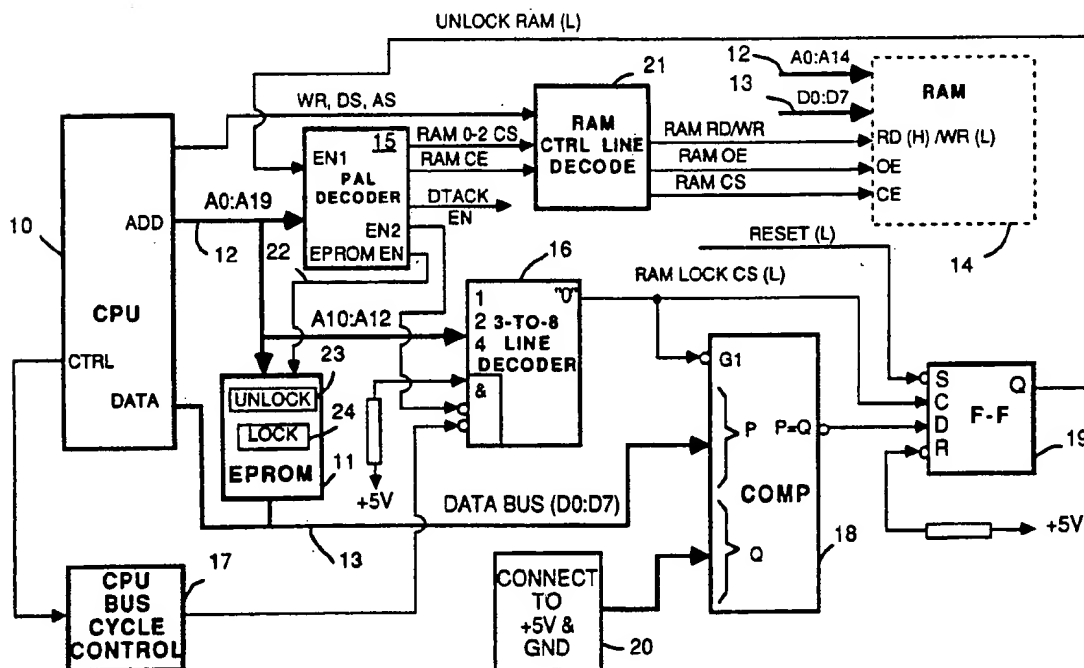 UNLOCK RAM (L)
12
A0:A14
13
D0:D7
RAM
RD (H) /WR (L)
OE
CE
14
21
WR, DS, AS
RAM
CTRL LINE
DECODE
RAM RD/WR
RAM OE
RAM CS
15
EN1
PAL
DECODER
EN2
EPROM EN
RAM 0-2 CS
RAM CE
DTACK
EN
10
ADD
CPU
CTRL
DATA
A0:A19
12
22
16
1
2
4
&
"0"
3-TO-8
LINE
DECODER
A10:A12
RESET (L)
RAM LOCK CS (L)
23
UNLOCK
24
LOCK
EPROM
11
+5V
G1
P
P=Q
COMP
Q
18
S
C
D
R
Q
F-F
19
+5V
DATA BUS (D0:D7)
13
17
CPU
BUS
CYCLE
CONTROL
CONNECT
TO
+5V &
GND
20